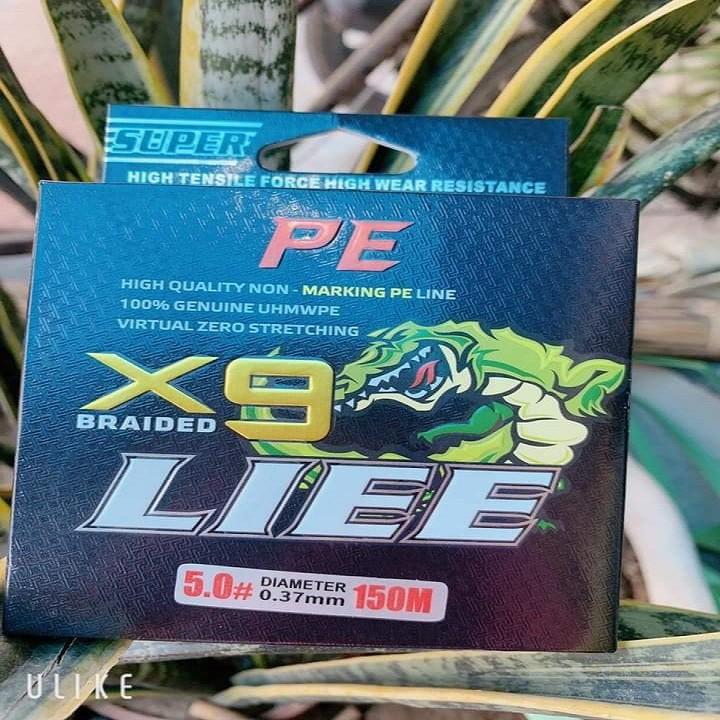 SUPER
HIGH TENSILE FORCE HIGH WEAR RESISTANCE
PE
HIGH QUALITY NON - MARKING PE LINE
100% GENUINE UHMWPE
VIRTUAL ZERO STRETCHING
X9
BRAIDED
LIEE
5.0# DIAMETER 0.37mm 150M
ULIKE